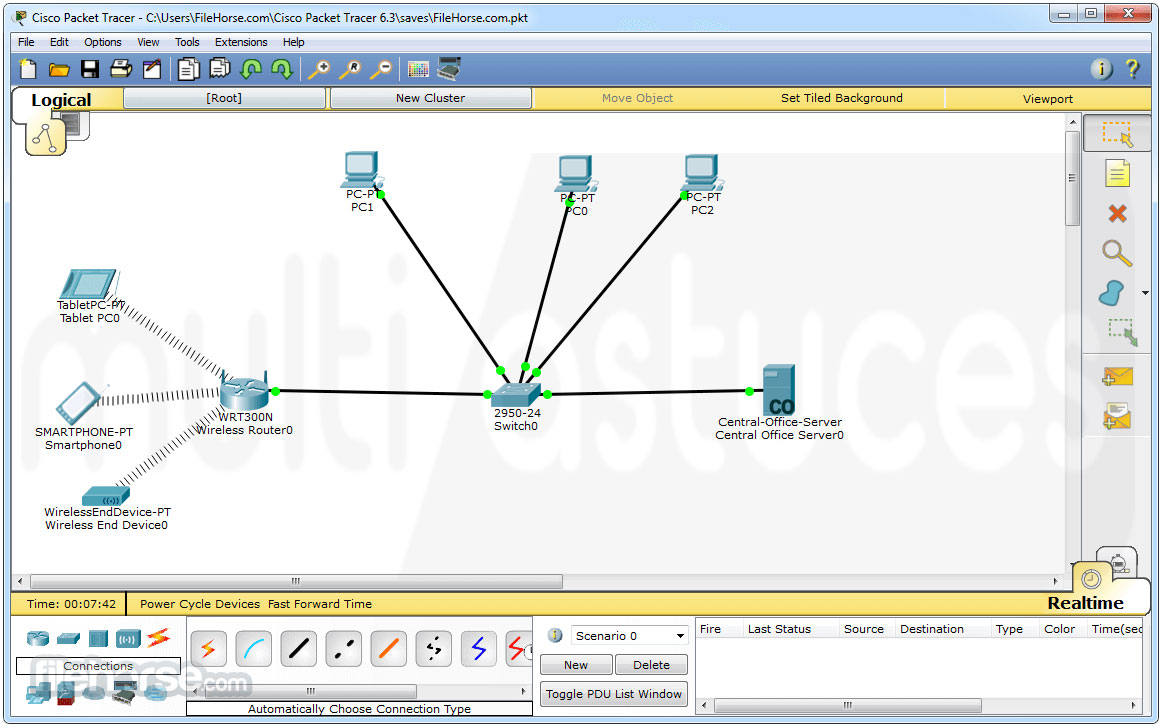 Cisco Packet Tracer - C:\Users\FileHorse.com\Cisco Packet Tracer 6.3\saves\FileHorse.com.pkt
File Edit Options View Tools Extensions Help
Logical [Root] New Cluster Move Object Set Tiled Background Viewport
PC-PT
PC1
PC-PT
PC0
PC-PT
PC2
TabletPC-PT
Tablet PC0
SMARTPHONE-PT
Smartphone0
WirelessEndDevice-PT
Wireless End Device0
WRT300N
Wireless Router0
2950-24
Switch0
CO
Central-Office-Server
Central Office Server0
multi astuces
Time: 00:07:42 Power Cycle Devices Fast Forward Time
Realtime
Connections
filehorse.com
Automatically Choose Connection Type
Scenario 0
New Delete
Toggle PDU List Window
Fire Last Status Source Destination Type Color Time(sec